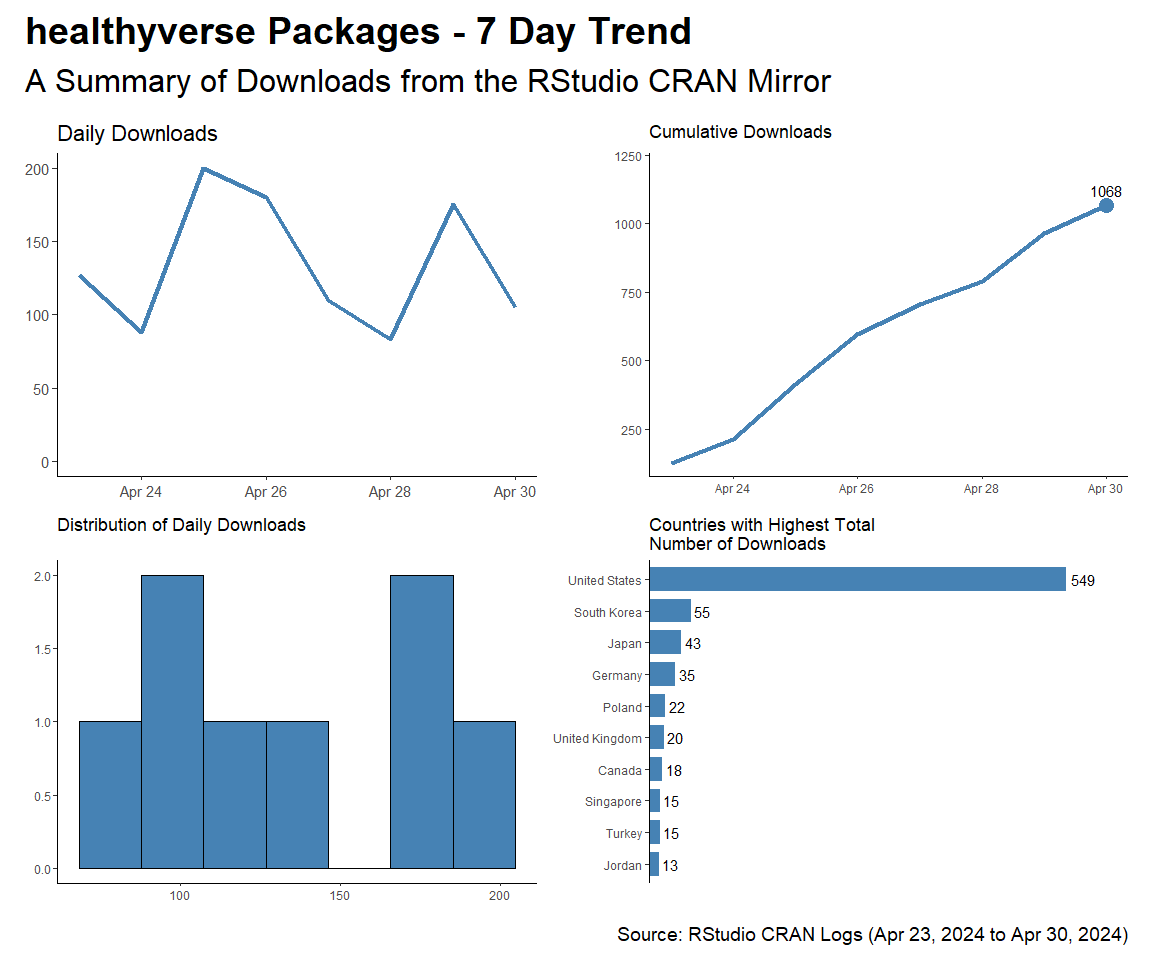 healthyverse Packages - 7 Day Trend
A Summary of Downloads from the RStudio CRAN Mirror
Daily Downloads
200
150
100
50
0
Apr 24 Apr 26 Apr 28 Apr 30
Cumulative Downloads
1250
1000
750
500
250
1068
Apr 24 Apr 26 Apr 28 Apr 30
Distribution of Daily Downloads
2.0
1.5
1.0
0.5
0.0
100 150 200
Countries with Highest Total
Number of Downloads
United States 549
South Korea 55
Japan 43
Germany 35
Poland 22
United Kingdom 20
Canada 18
Singapore 15
Turkey 15
Jordan 13
Source: RStudio CRAN Logs (Apr 23, 2024 to Apr 30, 2024)